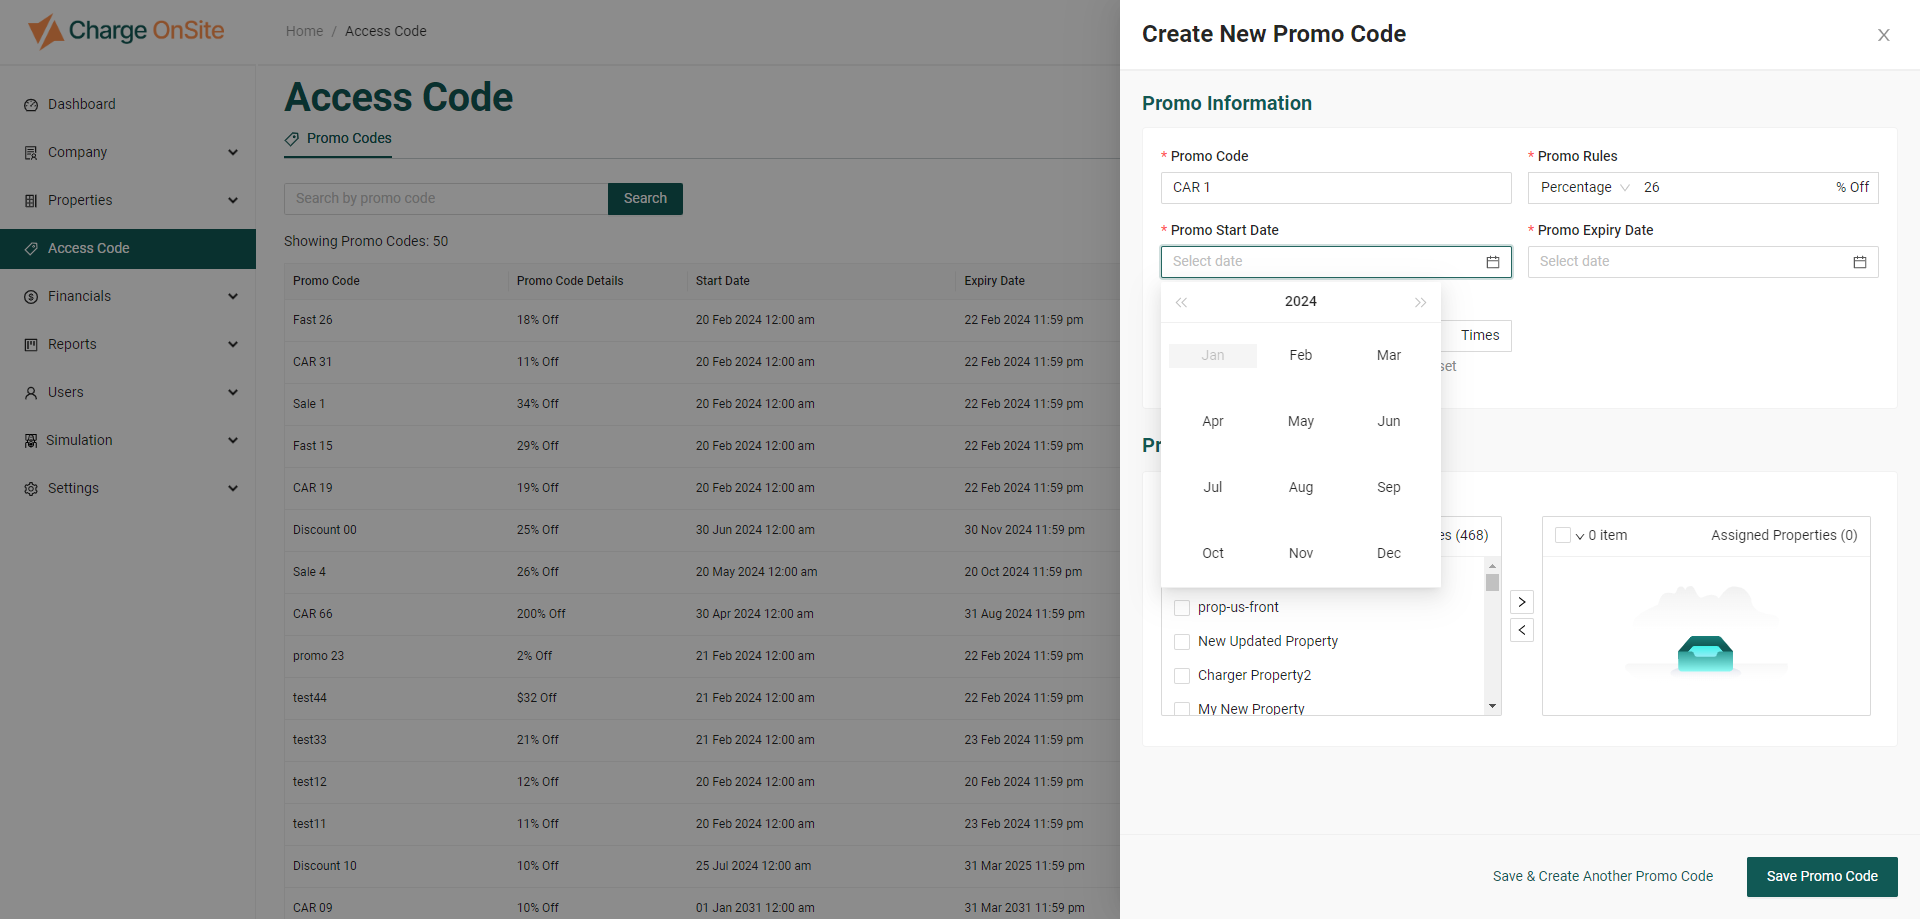 Charge OnSite
Home / Access Code
Dashboard
Company
Properties
Access Code
Financials
Reports
Users
Simulation
Settings
Access Code
Promo Codes
Search by promo code
Search
Showing Promo Codes: 50
Promo Code Promo Code Details Start Date Expiry Date
Fast 26 18% Off 20 Feb 2024 12:00 am 22 Feb 2024 11:59 pm
CAR 31 11% Off 20 Feb 2024 12:00 am 22 Feb 2024 11:59 pm
Sale 1 34% Off 20 Feb 2024 12:00 am 22 Feb 2024 11:59 pm
Fast 15 29% Off 20 Feb 2024 12:00 am 22 Feb 2024 11:59 pm
CAR 19 19% Off 20 Feb 2024 12:00 am 22 Feb 2024 11:59 pm
Discount 00 25% Off 30 Jun 2024 12:00 am 30 Nov 2024 11:59 pm
Sale 4 26% Off 20 May 2024 12:00 am 20 Oct 2024 11:59 pm
CAR 66 200% Off 30 Apr 2024 12:00 am 31 Aug 2024 11:59 pm
promo 23 2% Off 21 Feb 2024 12:00 am 22 Feb 2024 11:59 pm
test44 $32 Off 21 Feb 2024 12:00 am 22 Feb 2024 11:59 pm
test33 21% Off 21 Feb 2024 12:00 am 23 Feb 2024 11:59 pm
test12 12% Off 20 Feb 2024 12:00 am 20 Feb 2024 11:59 pm
test11 11% Off 20 Feb 2024 12:00 am 23 Feb 2024 11:59 pm
Discount 10 10% Off 25 Jul 2024 12:00 am 31 Mar 2025 11:59 pm
CAR 09 10% Off 01 Jan 2031 12:00 am 31 Mar 2031 11:59 pm
Create New Promo Code
Promo Information
* Promo Code * Promo Rules
CAR 1 Percentage 26 % Off
* Promo Start Date * Promo Expiry Date
Select date Select date
2024
Times
Jan Feb Mar
set
Apr May Jun
Pr
Jul Aug Sep
es (468)
0 item Assigned Properties (0)
Oct Nov Dec
prop-us-front
New Updated Property
Charger Property2
My New Property
Save & Create Another Promo Code
Save Promo Code